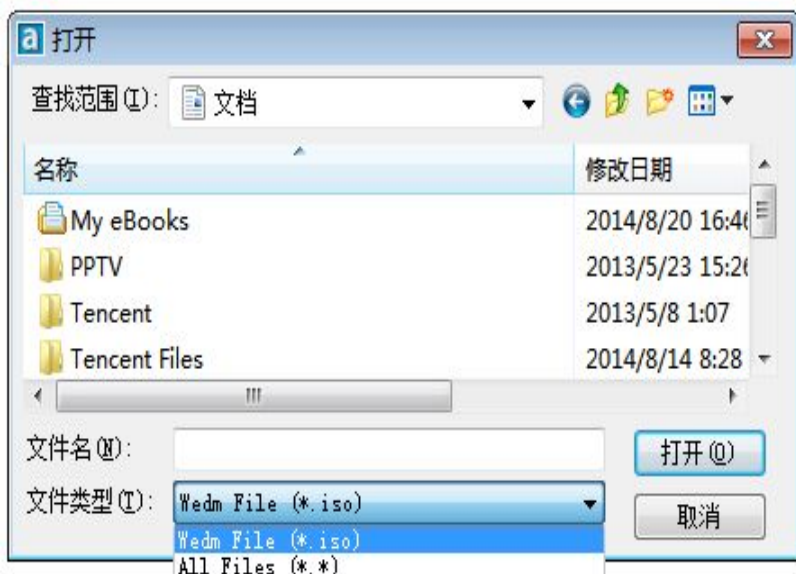 a 打开
查找范围(I): 文档
名称 修改日期
My eBooks 2014/8/20 16:46
PPTV 2013/5/23 15:26
Tencent 2013/5/8 1:07
Tencent Files 2014/8/14 8:28
文件名(N): 打开(O)
文件类型(T): Wedm File (*.iso) 取消
Wedm File (*.iso)
All Files (*.*)